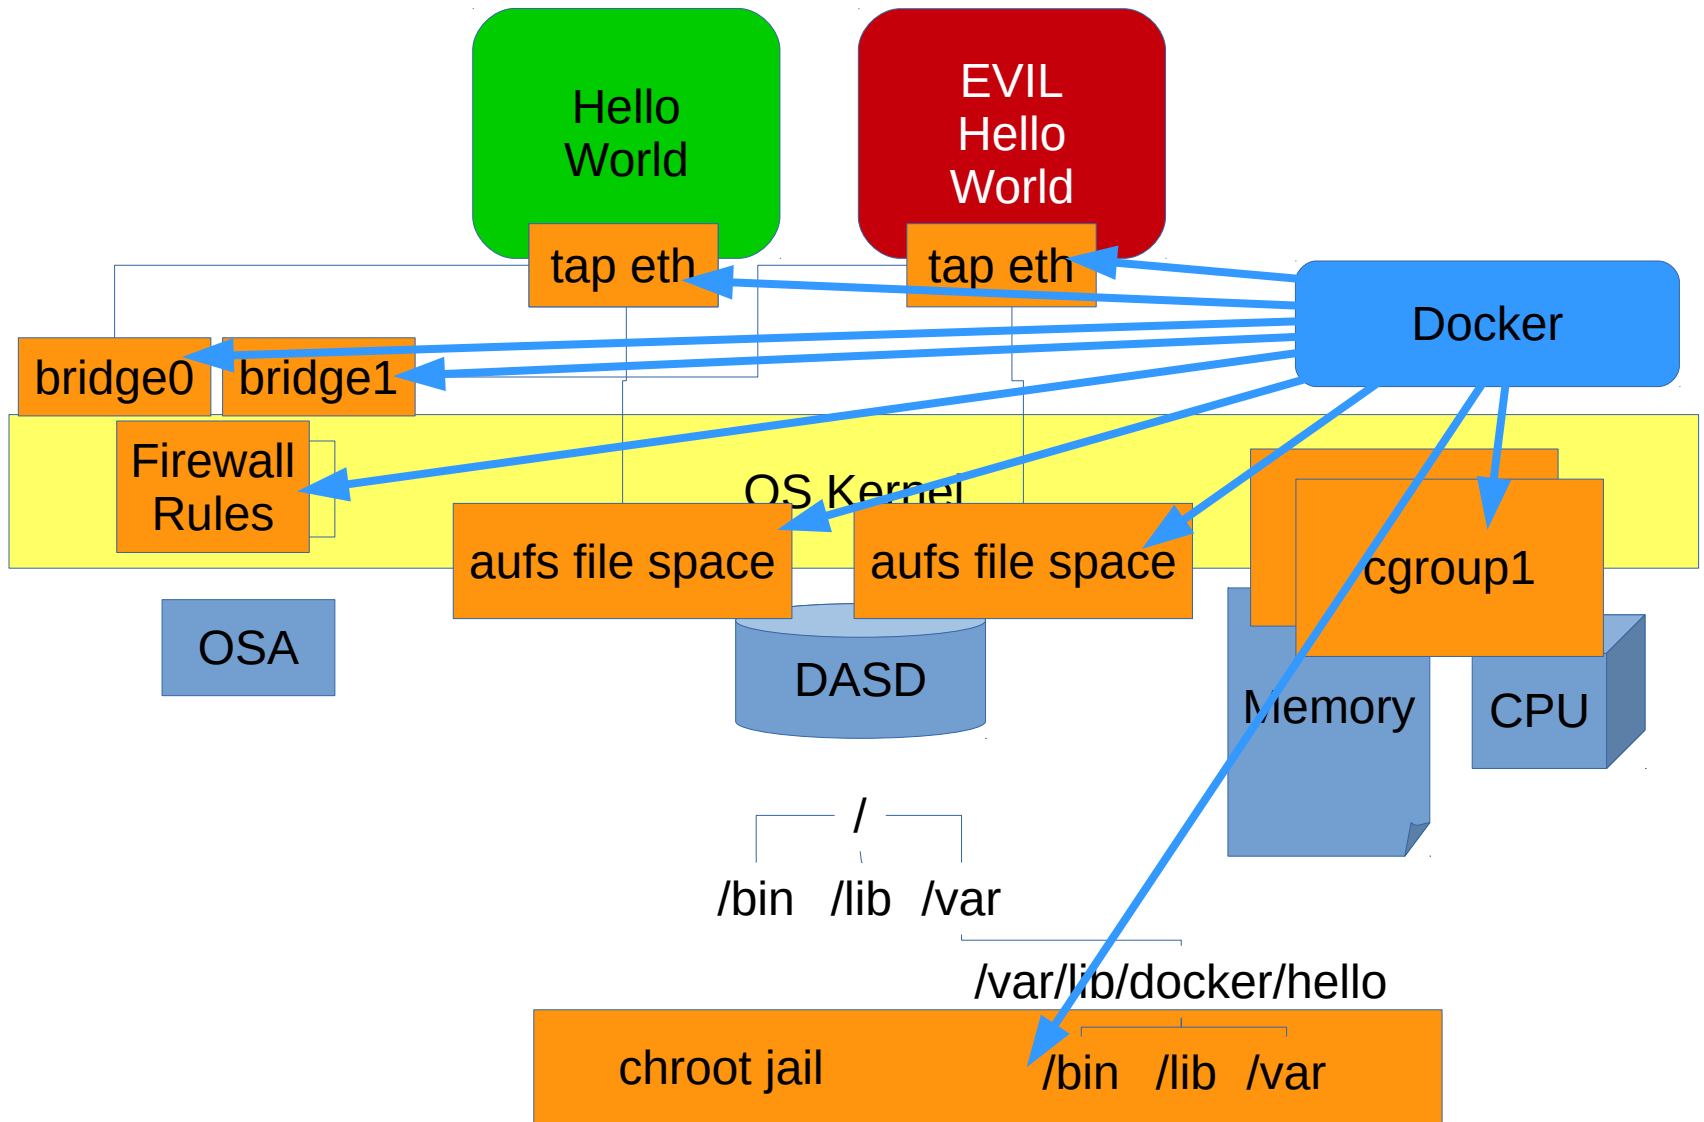 Hello
World
EVIL
Hello
World
tap eth
tap eth
Docker
bridge0
bridge1
Firewall
Rules
OS Kernel
aufs file space
aufs file space
cgroup1
OSA
DASD
Memory
CPU
/
/bin
/lib
/var
/var/lib/docker/hello
chroot jail
/bin
/lib
/var